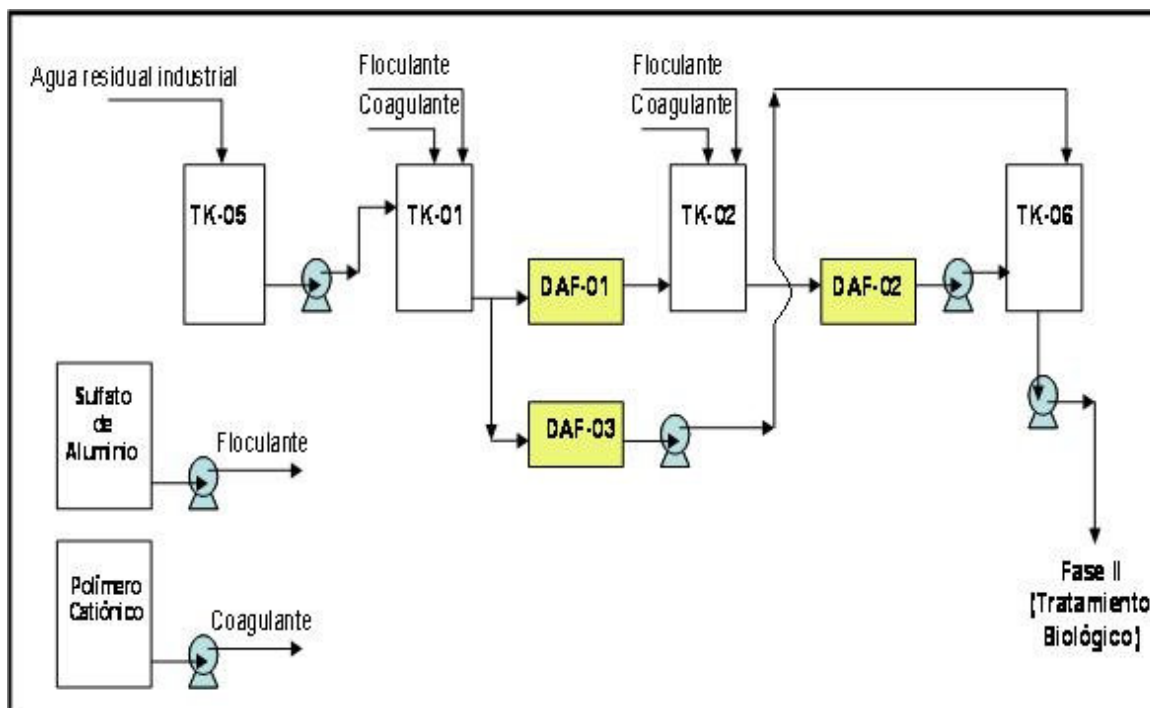 Agua residual industrial
Floculante
Coagulante
Floculante
Coagulante
TK-05
TK-01
TK-02
TK-06
DAF-01
DAF-02
DAF-03
Sulfato
de
Aluminio
Floculante
Polímero
Catiónico
Coagulante
Fase II
(Tratamiento
Biológico)